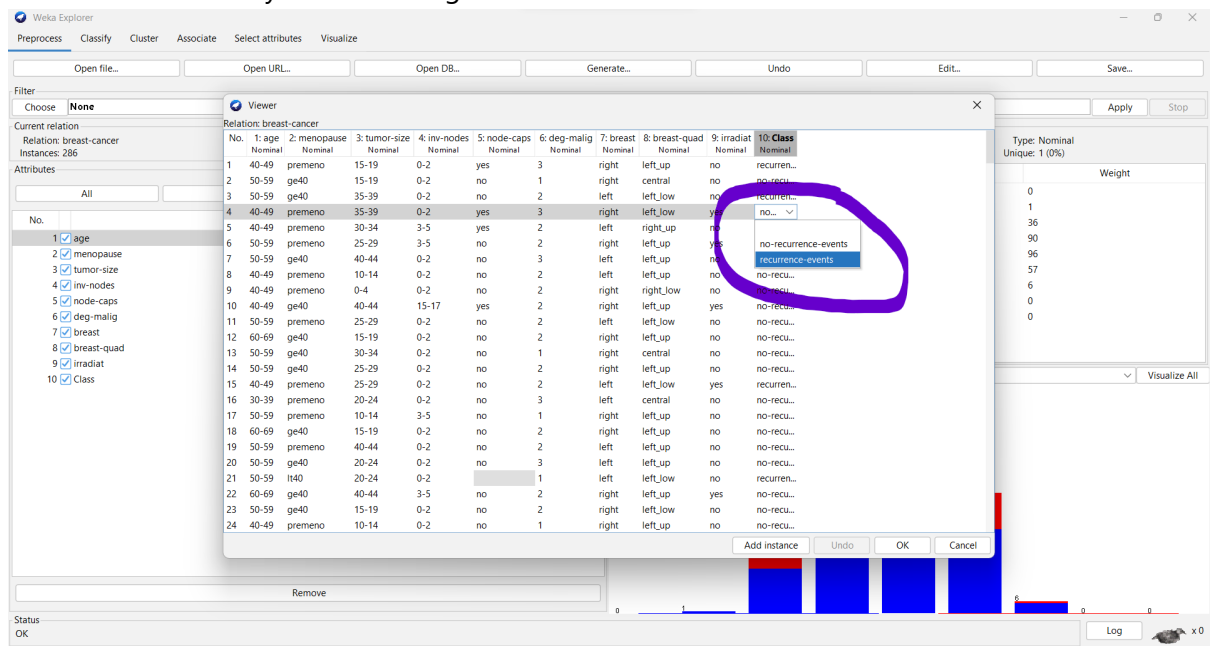 Weka Explorer
Preprocess Classify Cluster Associate Select attributes Visualize
Open file... Open URL... Open DB... Generate... Undo Edit... Save...
Filter
Choose None Apply Stop
Current relation
Relation: breast-cancer
Instances: 286
Type: Nominal
Unique: 1 (0%)
Attributes
All
No.
1 age
2 menopause
3 tumor-size
4 inv-nodes
5 node-caps
6 deg-malig
7 breast
8 breast-quad
9 irradiat
10 Class
Remove
Viewer
Relation: breast-cancer
No. 1: age 2: menopause 3: tumor-size 4: inv-nodes 5: node-caps 6: deg-malig 7: breast 8: breast-quad 9: irradiat 10: Class
Nominal Nominal Nominal Nominal Nominal Nominal Nominal Nominal Nominal Nominal
1 40-49 premeno 15-19 0-2 yes 3 right left_up no recurren...
2 50-59 ge40 15-19 0-2 no 1 right central no no-recu...
3 50-59 ge40 35-39 0-2 no 2 left left_low no recurren...
4 40-49 premeno 35-39 0-2 yes 3 right left_low yes no...
5 40-49 premeno 30-34 3-5 yes 2 left right_up no
6 50-59 premeno 25-29 3-5 no 2 right left_up yes no-recurrence-events
7 50-59 ge40 40-44 0-2 no 3 left left_up no recurrence-events
8 40-49 premeno 10-14 0-2 no 2 left left_up no no-recu...
9 40-49 premeno 0-4 0-2 no 2 right right_low no no-recu...
10 40-49 ge40 40-44 15-17 yes 2 right left_up yes no-recu...
11 50-59 premeno 25-29 0-2 no 2 left left_low no no-recu...
12 60-69 ge40 15-19 0-2 no 2 right left_up no no-recu...
13 50-59 ge40 30-34 0-2 no 1 right central no no-recu...
14 50-59 ge40 25-29 0-2 no 2 right left_up no no-recu...
15 40-49 premeno 25-29 0-2 no 2 left left_low yes recurren...
16 30-39 premeno 20-24 0-2 no 3 left central no no-recu...
17 50-59 premeno 10-14 3-5 no 1 right left_up no no-recu...
18 60-69 ge40 15-19 0-2 no 2 right left_up no no-recu...
19 50-59 premeno 40-44 0-2 no 2 left left_up no no-recu...
20 50-59 ge40 20-24 0-2 no 3 left left_up no no-recu...
21 50-59 lt40 20-24 0-2 1 left left_low no recurren...
22 60-69 ge40 40-44 3-5 no 2 right left_up yes no-recu...
23 50-59 ge40 15-19 0-2 no 2 right left_low no no-recu...
24 40-49 premeno 10-14 0-2 no 1 right left_up no no-recu...
Add instance Undo OK Cancel
Weight
0
1
36
90
96
57
6
0
0
Visualize All
0 1 6 0 0
Status
OK
Log x 0